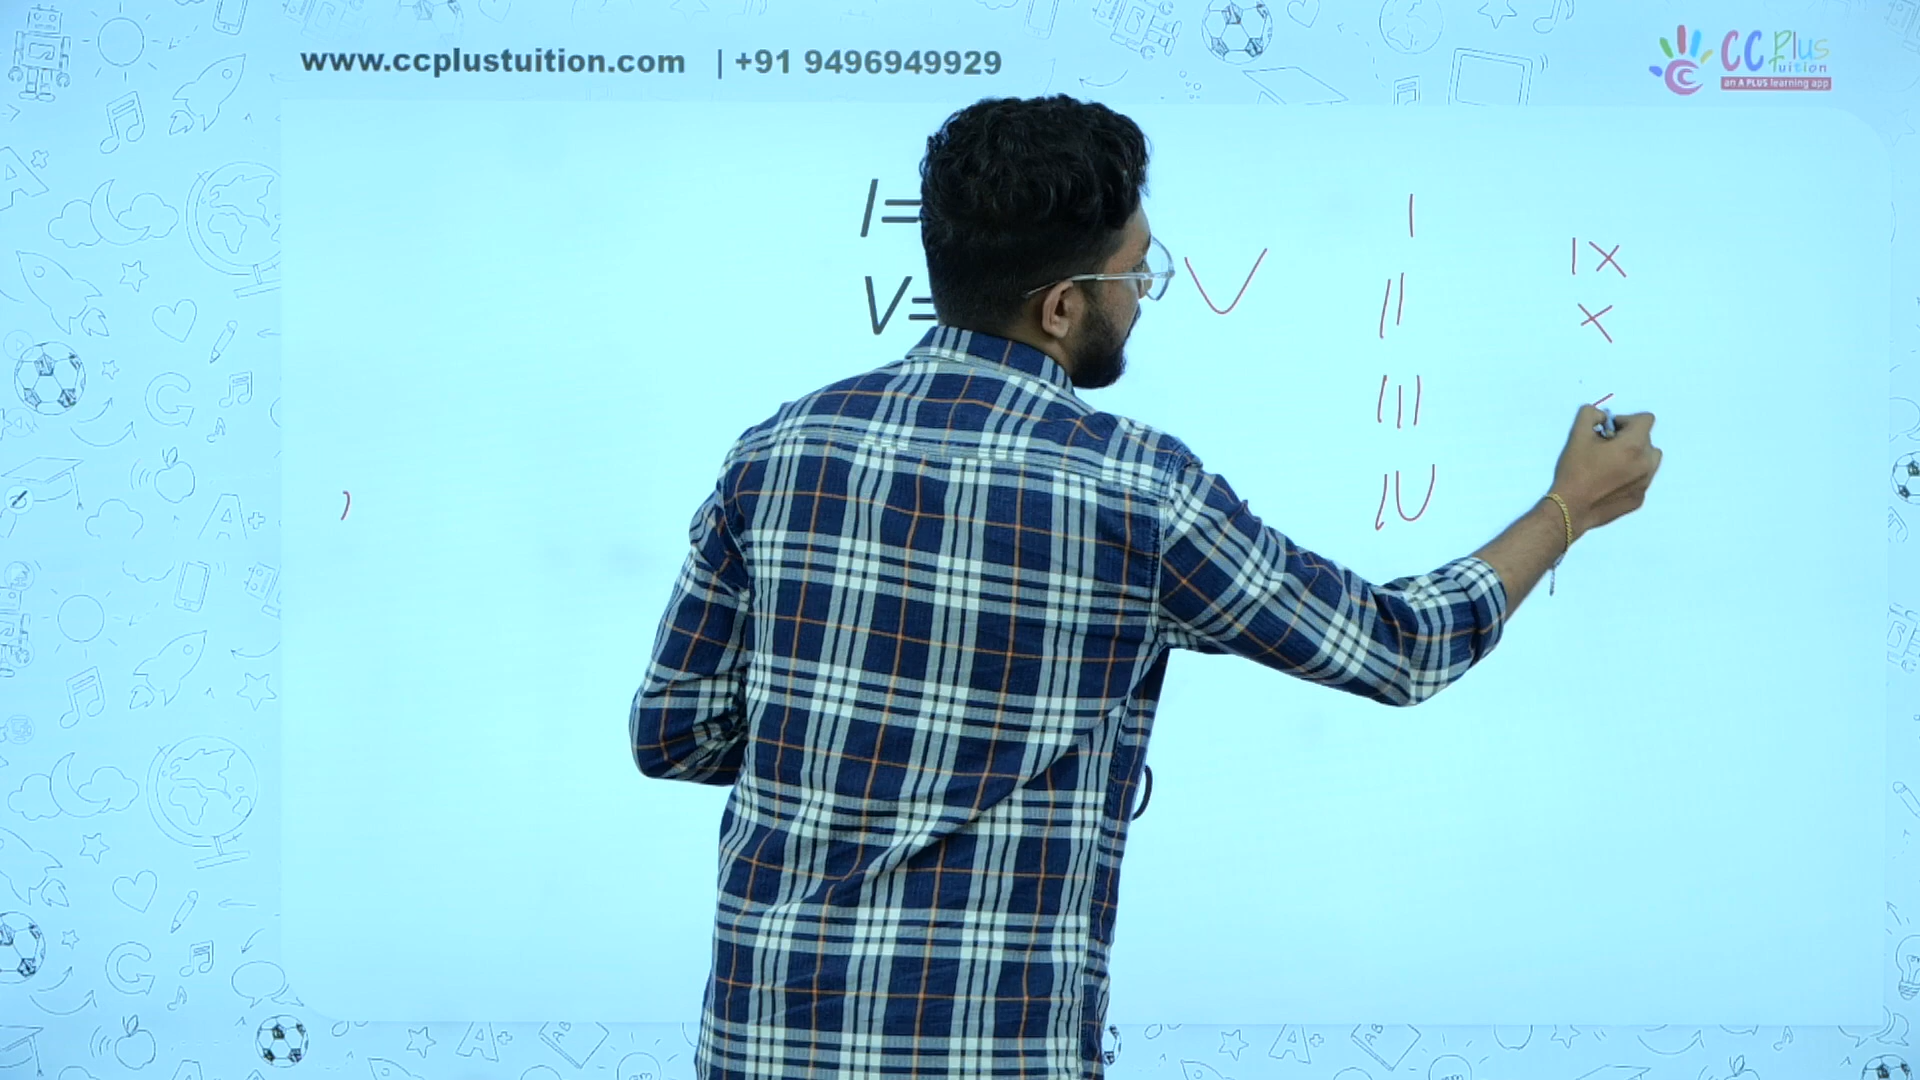 www.ccplustuition.com | +91 9496949929
CC Plus
Tuition
an A PLUS learning app
I=
V=
V
I
II
III
IV
IX
X